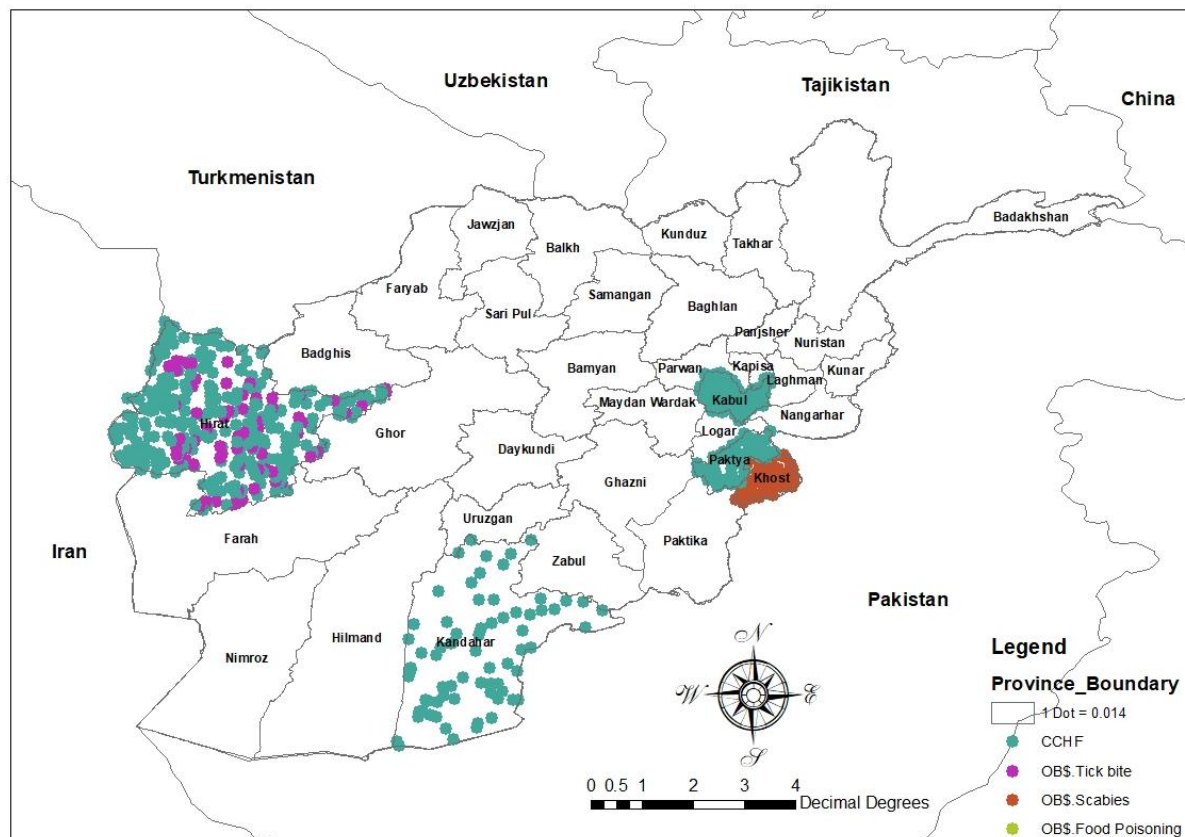 Uzbekistan
Tajikistan
China
Turkmenistan
Badakhshan
Jawzjan
Balkh
Kunduz
Takhar
Faryab
Samangan
Baghlan
Sari Pul
Panjsher
Nuristan
Badghis
Bamyan
Parwan
Kapisa
Laghman
Kunar
Kabul
Maydan Wardak
Nangarhar
Hirat
Ghor
Logar
Daykundi
Paktya
Ghazni
Khost
Uruzgan
Farah
Paktika
Iran
Zabul
Pakistan
Hilmand
Kandahar
Nimroz
N
W
E
S
0 0.5 1 2 3 4
Decimal Degrees
Legend
Province_Boundary
1 Dot = 0.014
CCHF
OB$.Tick bite
OB$.Scabies
OB$.Food Poisoning